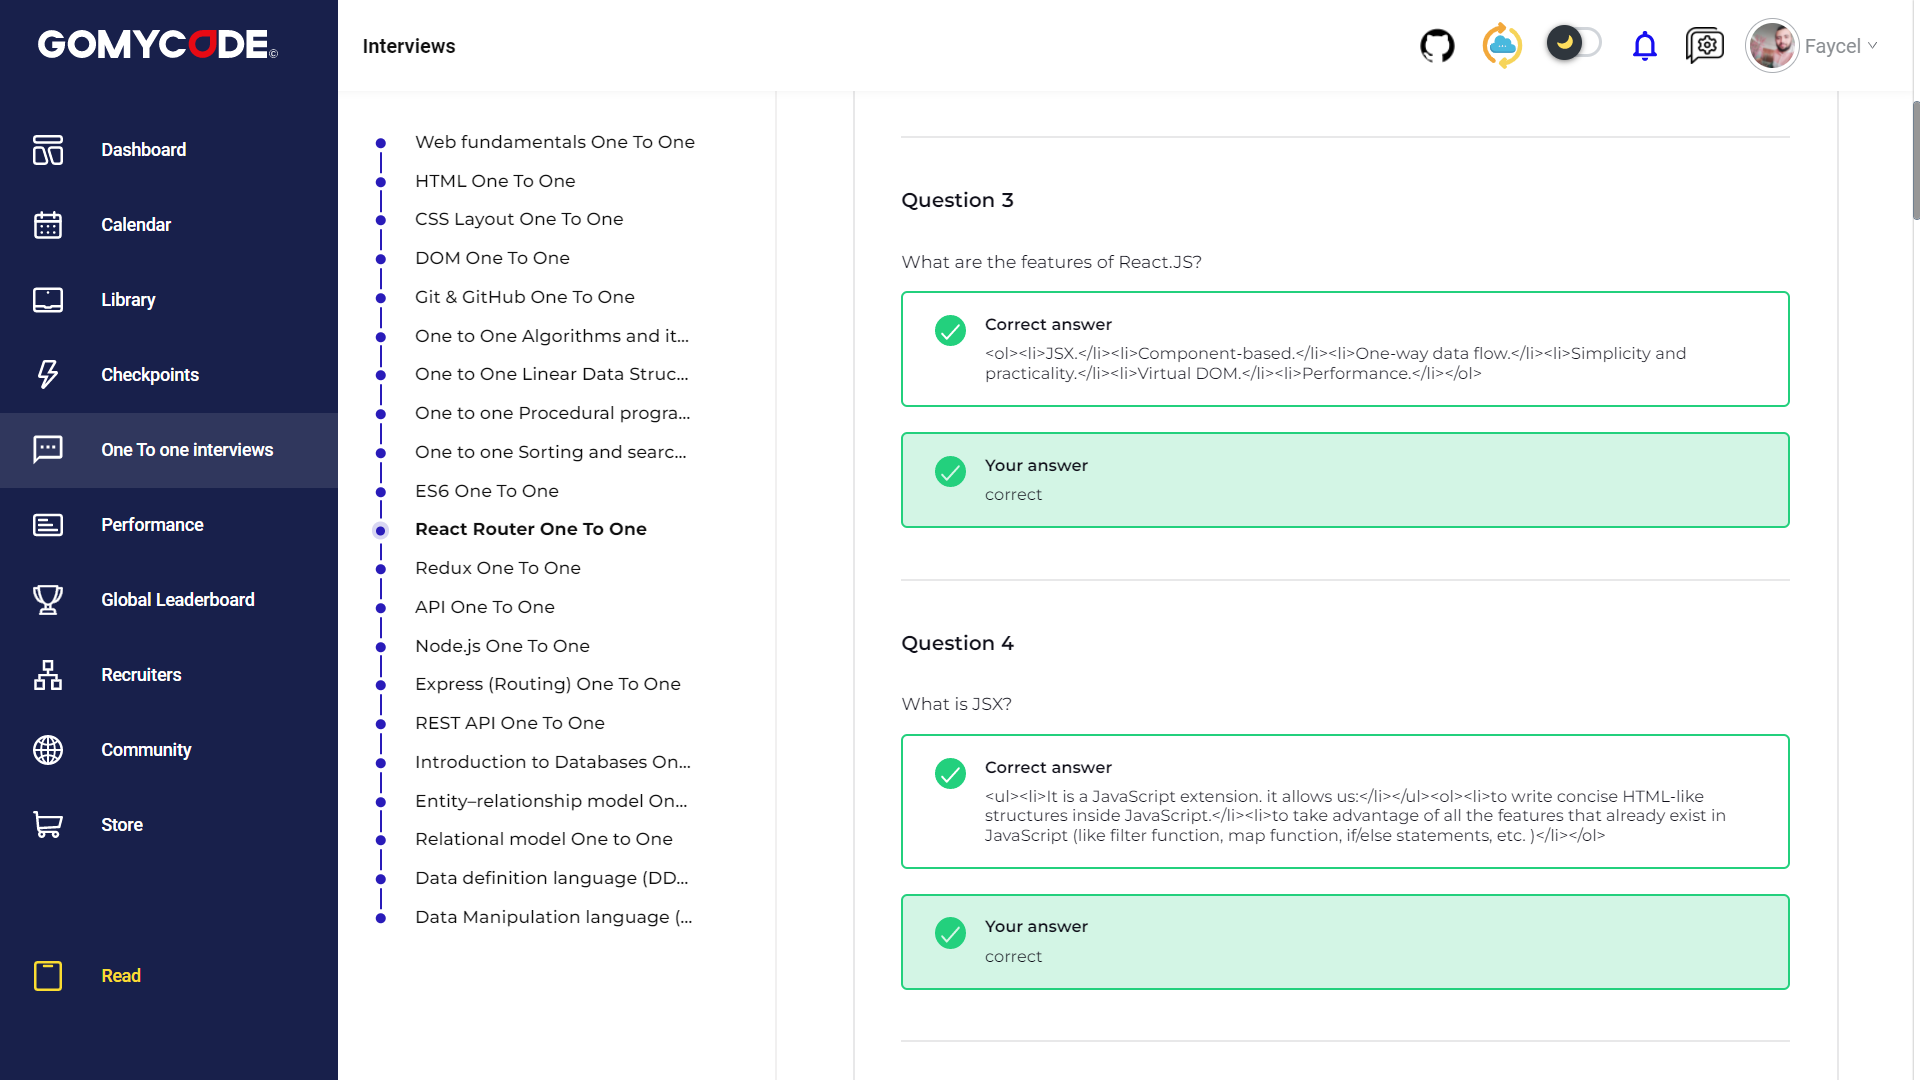 GOMYCODE©
Interviews
Faycel
Dashboard
Calendar
Library
Checkpoints
One To one interviews
Performance
Global Leaderboard
Recruiters
Community
Store
Read
Web fundamentals One To One
HTML One To One
CSS Layout One To One
DOM One To One
Git & GitHub One To One
One to One Algorithms and it...
One to One Linear Data Struc...
One to one Procedural progra...
One to one Sorting and searc...
ES6 One To One
React Router One To One
Redux One To One
API One To One
Node.js One To One
Express (Routing) One To One
REST API One To One
Introduction to Databases On...
Entity–relationship model On...
Relational model One to One
Data definition language (DD...
Data Manipulation language (...
Question 3
What are the features of React.JS?
Correct answer
<ol><li>JSX.</li><li>Component-based.</li><li>One-way data flow.</li><li>Simplicity and
practicality.</li><li>Virtual DOM.</li><li>Performance.</li></ol>
Your answer
correct
Question 4
What is JSX?
Correct answer
<ul><li>It is a JavaScript extension. it allows us:</li></ul><ol><li>to write concise HTML-like
structures inside JavaScript.</li><li>to take advantage of all the features that already exist in
JavaScript (like filter function, map function, if/else statements, etc. )</li></ol>
Your answer
correct